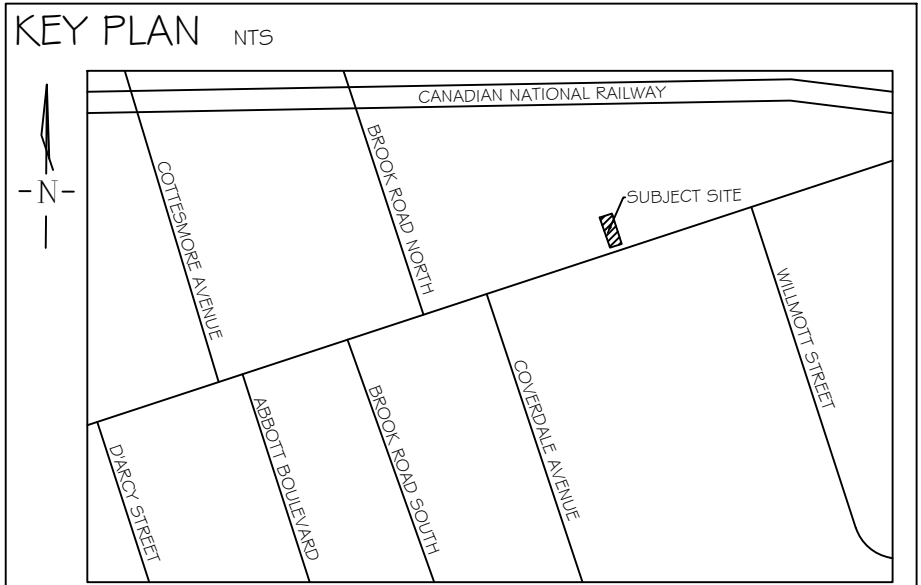 KEY PLAN NTS
CANADIAN NATIONAL RAILWAY
-N-
COTTESMORE AVENUE
BROOK ROAD NORTH
SUBJECT SITE
WILLMOTT STREET
D'ARCY STREET
ABBOTT BOULEVARD
BROOK ROAD SOUTH
COVERDALE AVENUE